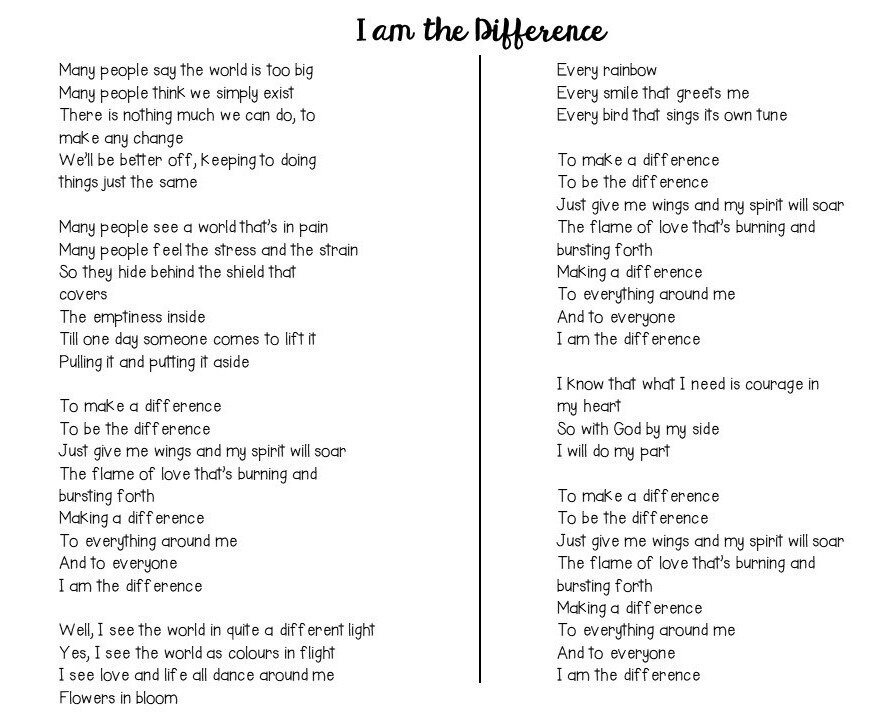 I am the Difference
Many people say the world is too big
Many people think we simply exist
There is nothing much we can do, to
make any change
We'll be better off, keeping to doing
things just the same
Many people see a world that's in pain
Many people feel the stress and the strain
So they hide behind the shield that
covers
The emptiness inside
Till one day someone comes to lift it
Pulling it and putting it aside
To make a difference
To be the difference
Just give me wings and my spirit will soar
The flame of love that's burning and
bursting forth
Making a difference
To everything around me
And to everyone
I am the difference
Well, I see the world in quite a different light
Yes, I see the world as colours in flight
I see love and life all dance around me
Flowers in bloom
Every rainbow
Every smile that greets me
Every bird that sings its own tune
To make a difference
To be the difference
Just give me wings and my spirit will soar
The flame of love that's burning and
bursting forth
Making a difference
To everything around me
And to everyone
I am the difference
I know that what I need is courage in
my heart
So with God by my side
I will do my part
To make a difference
To be the difference
Just give me wings and my spirit will soar
The flame of love that's burning and
bursting forth
Making a difference
To everything around me
And to everyone
I am the difference